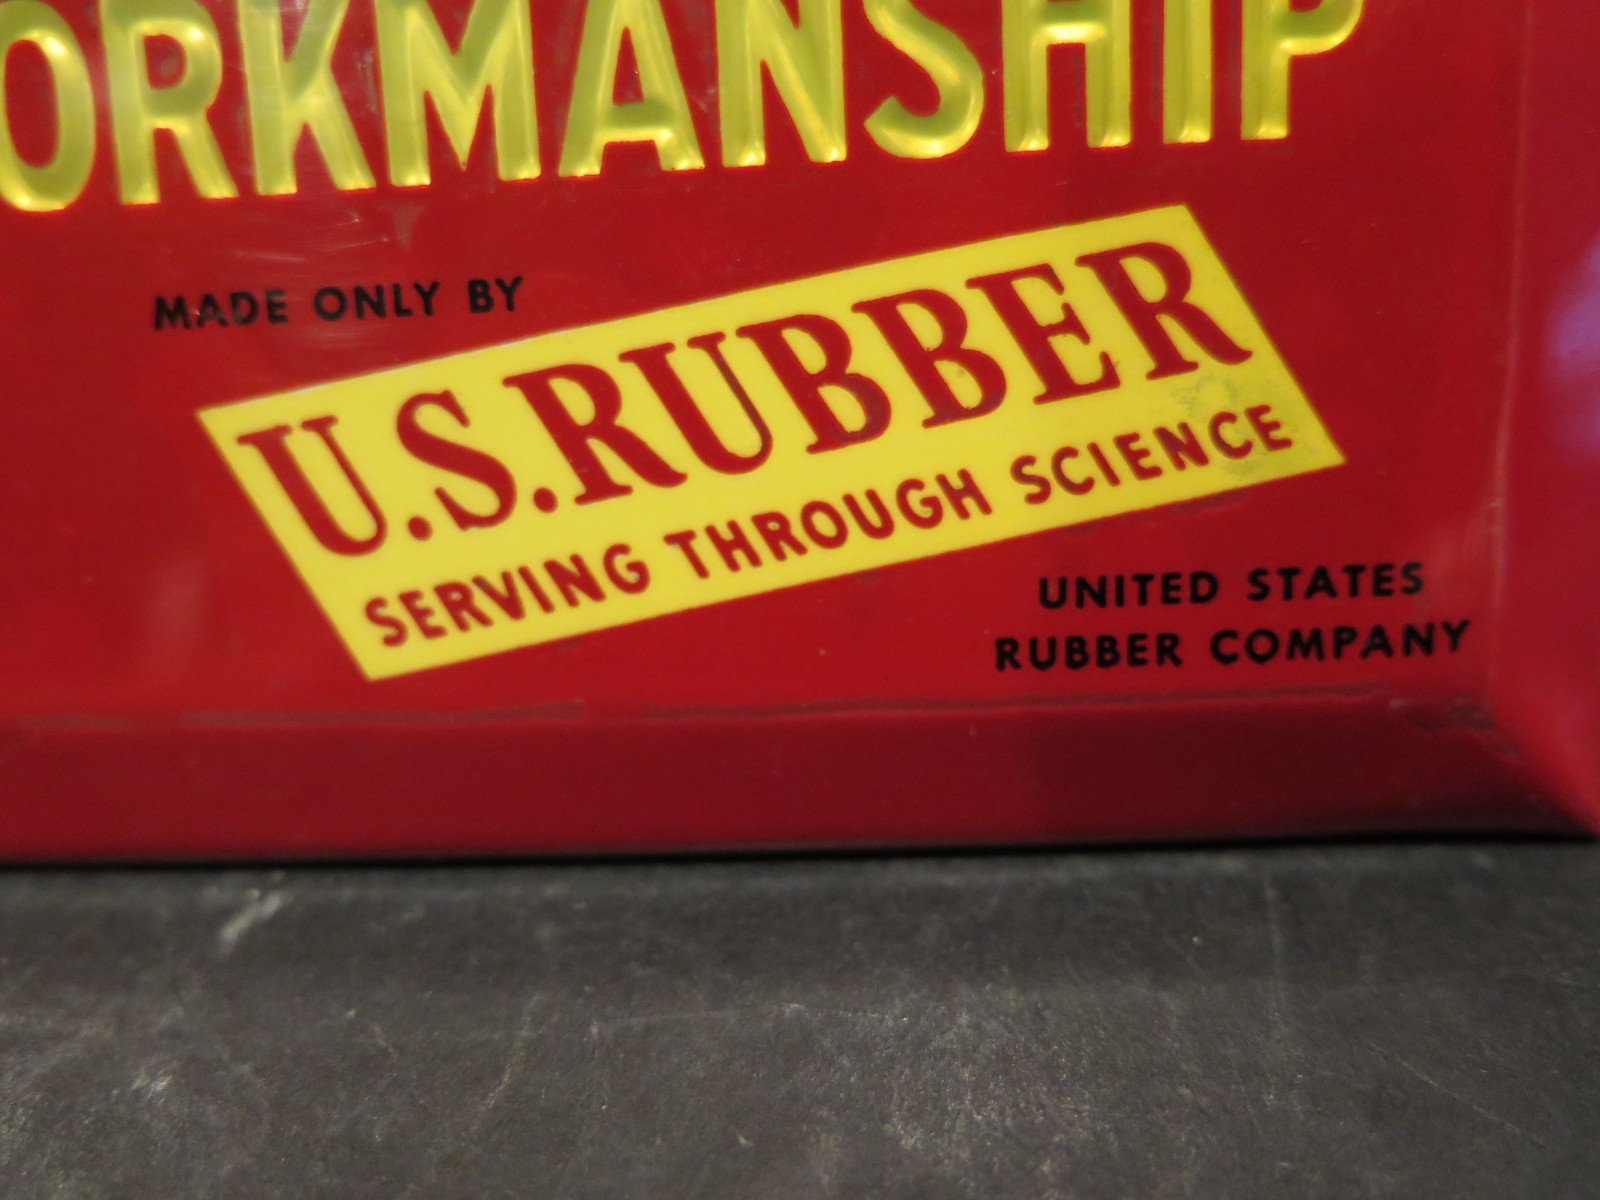 ORKMANSHIP
MADE ONLY BY
U.S. RUBBER
SERVING THROUGH SCIENCE
UNITED STATES
RUBBER COMPANY